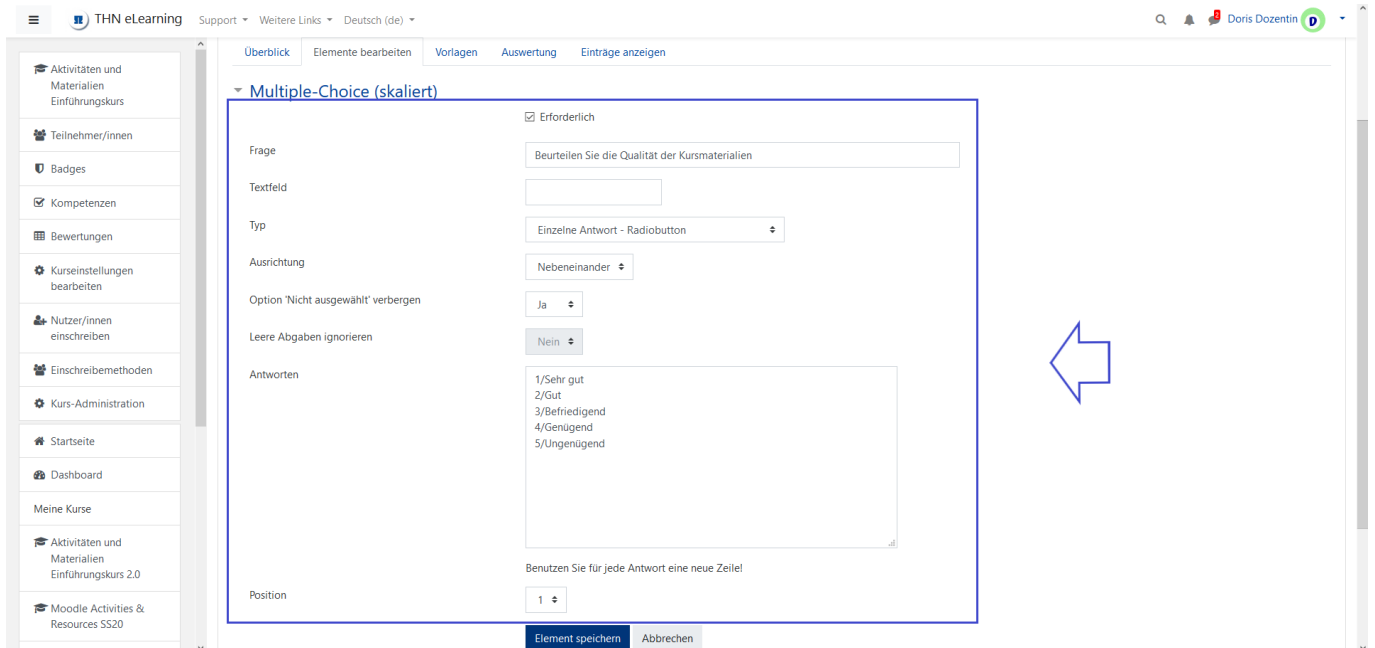 THN eLearning Support Weitere Links Deutsch (de) 2 Doris Dozentin D
Aktivitäten und
Materialien
Einführungskurs
Teilnehmer/innen
Badges
Kompetenzen
Bewertungen
Kurseinstellungen
bearbeiten
Nutzer/innen
einschreiben
Einschreibemethoden
Kurs-Administration
Startseite
Dashboard
Meine Kurse
Aktivitäten und
Materialien
Einführungskurs 2.0
Moodle Activities &
Resources SS20
Überblick Elemente bearbeiten Vorlagen Auswertung Einträge anzeigen
Multiple-Choice (skaliert)
Erforderlich
Frage Beurteilen Sie die Qualität der Kursmaterialien
Textfeld
Typ Einzelne Antwort - Radiobutton
Ausrichtung Nebeneinander
Option 'Nicht ausgewählt' verbergen Ja
Leere Abgaben ignorieren Nein
Antworten 1/Sehr gut
2/Gut
3/Befriedigend
4/Genügend
5/Ungenügend
Benutzen Sie für jede Antwort eine neue Zeile!
Position 1
Element speichern Abbrechen